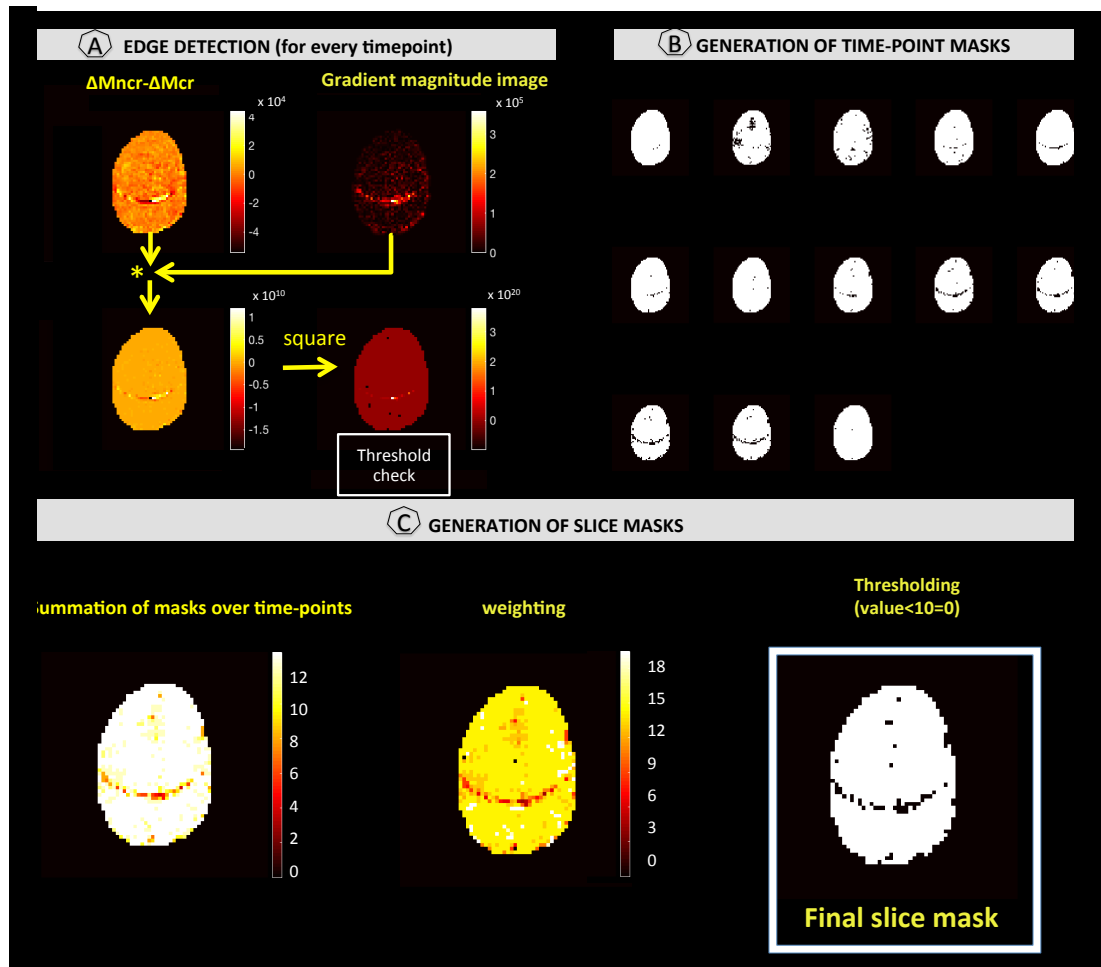 A EDGE DETECTION (for every timepoint)
B GENERATION OF TIME-POINT MASKS
ΔMncr-ΔMcr
Gradient magnitude image
x 10⁴
4
2
0
-2
-4
x 10⁵
3
2
1
0
*
x 10¹⁰
1
0.5
0
-0.5
-1
-1.5
square
x 10²⁰
3
2
1
0
Threshold
check
C GENERATION OF SLICE MASKS
ummation of masks over time-points
weighting
Thresholding
(value<10=0)
12
10
8
6
4
2
0
18
15
12
9
6
3
0
Final slice mask